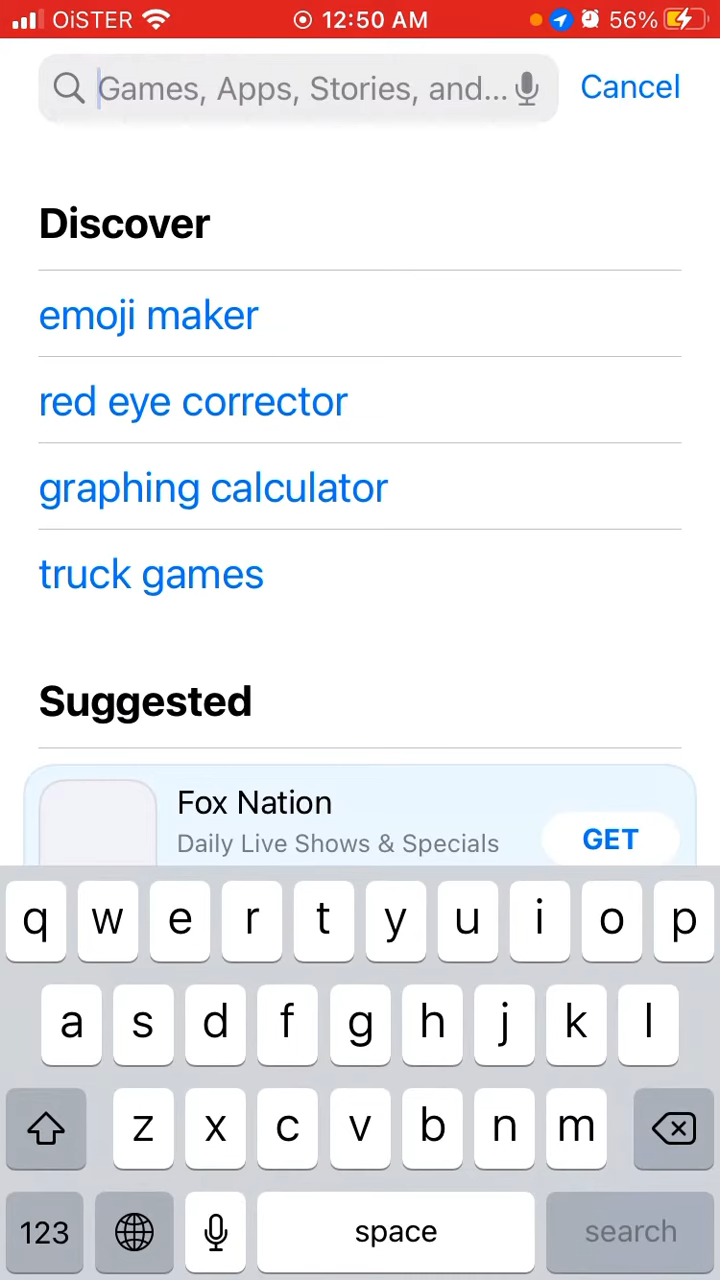 OiSTER 12:50 AM 56%
Games, Apps, Stories, and... Cancel
Discover
emoji maker
red eye corrector
graphing calculator
truck games
Suggested
Fox Nation
Daily Live Shows & Specials
GET
q w e r t y u i o p
a s d f g h j k l
z x c v b n m
123 space search